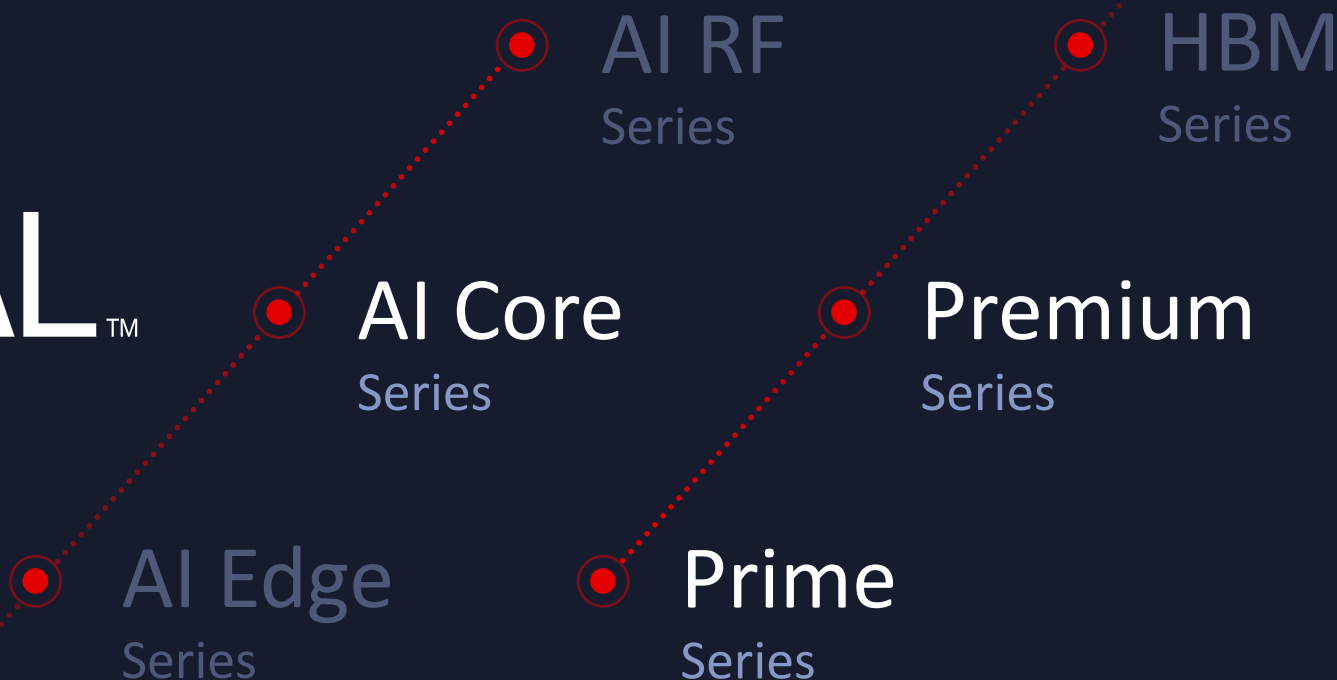 AI RF
Series
HBM
Series
AL™
AI Core
Series
Premium
Series
AI Edge
Series
Prime
Series